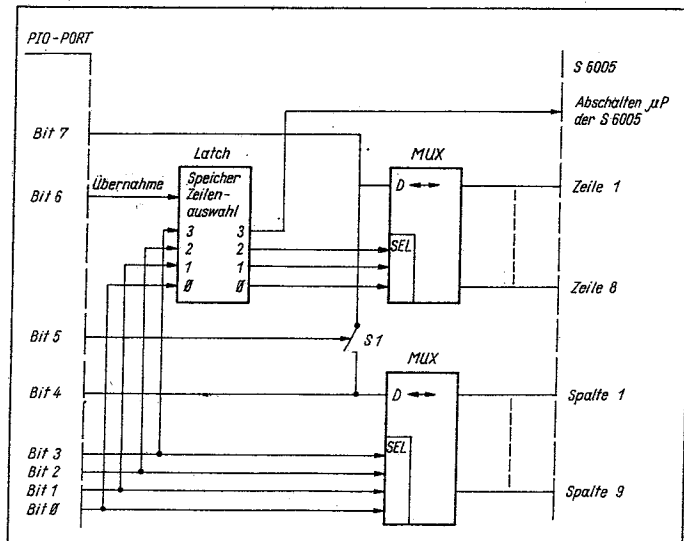 PIO-PORT
S 6005
Abschalten µP
der S 6005
Bit 7
Latch
MUX
Bit 6
Übernahme
Speicher
Zeilen-
auswahl
D
Zeile 1
3
3
2
2
SEL
1
1
Ø
Ø
Zeile 8
Bit 5
S1
MUX
Bit 4
D
Spalte 1
Bit 3
SEL
Bit 2
Bit 1
Spalte 9
Bit Ø